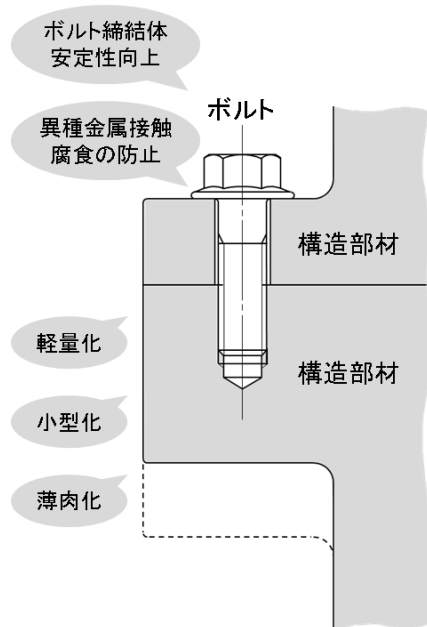 ボルト締結体
安定性向上
ボルト
異種金属接触
腐食の防止
構造部材
軽量化
構造部材
小型化
薄肉化